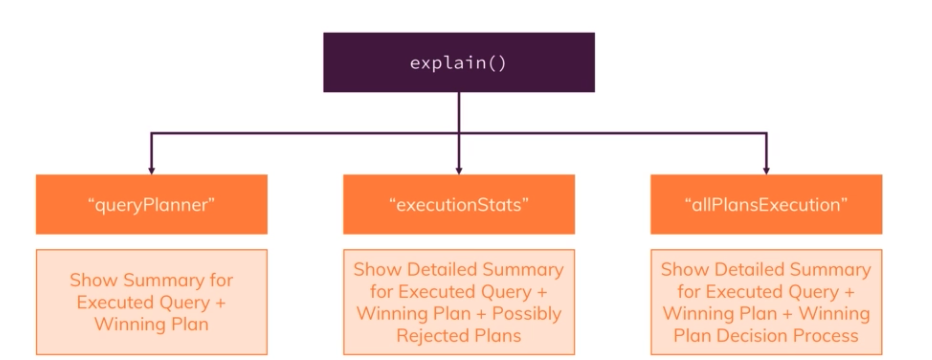 explain()
“queryPlanner”
“executionStats”
“allPlansExecution”
Show Summary for
Executed Query +
Winning Plan
Show Detailed Summary
for Executed Query +
Winning Plan + Possibly
Rejected Plans
Show Detailed Summary
for Executed Query +
Winning Plan + Winning
Plan Decision Process